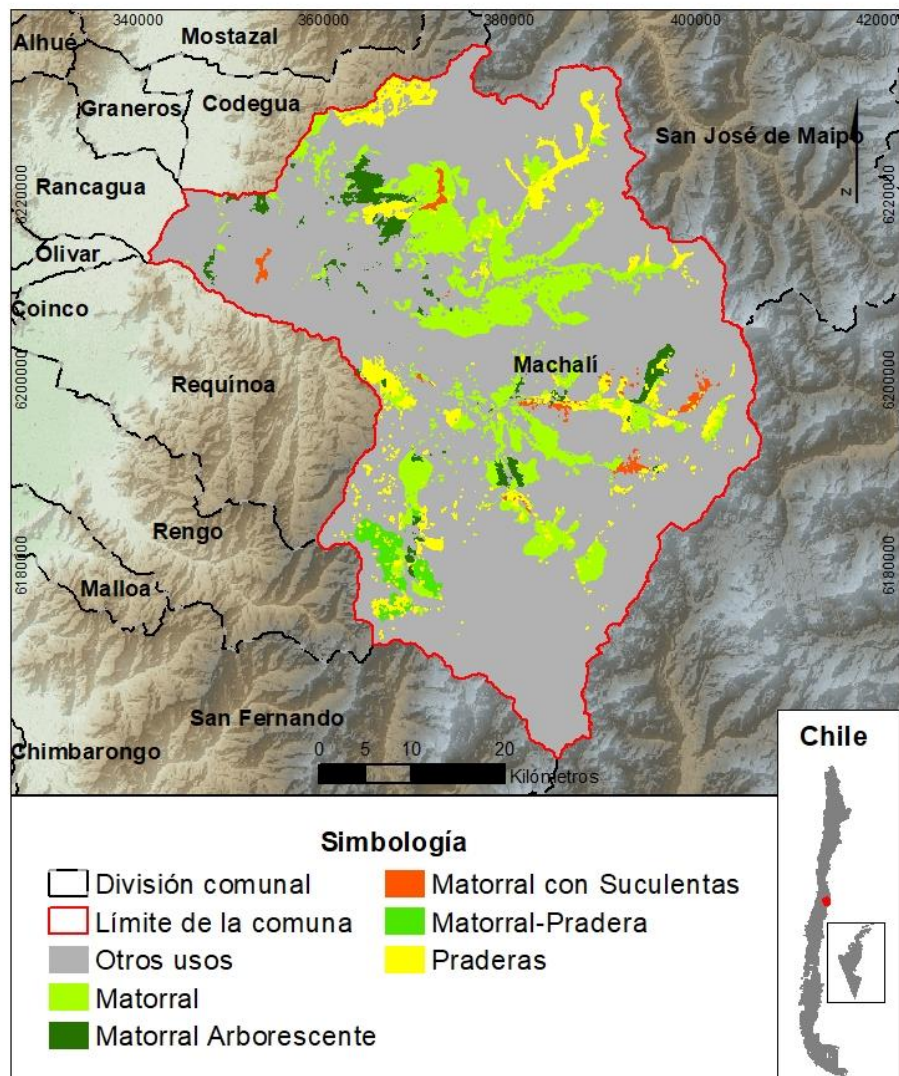 340000 360000 380000 400000 420000
Alhué
Mostazal
Graneros
Codegua
San José de Maipo
Rancagua
6220000
6220000
N
Olivar
Coinco
Requínoa
Machalí
6200000
6200000
Rengo
6180000
6180000
Malloa
San Fernando
Chimbarongo
0 5 10 20
Kilómetros
Chile
Simbología
División comunal
Límite de la comuna
Otros usos
Matorral
Matorral Arborescente
Matorral con Suculentas
Matorral-Pradera
Praderas